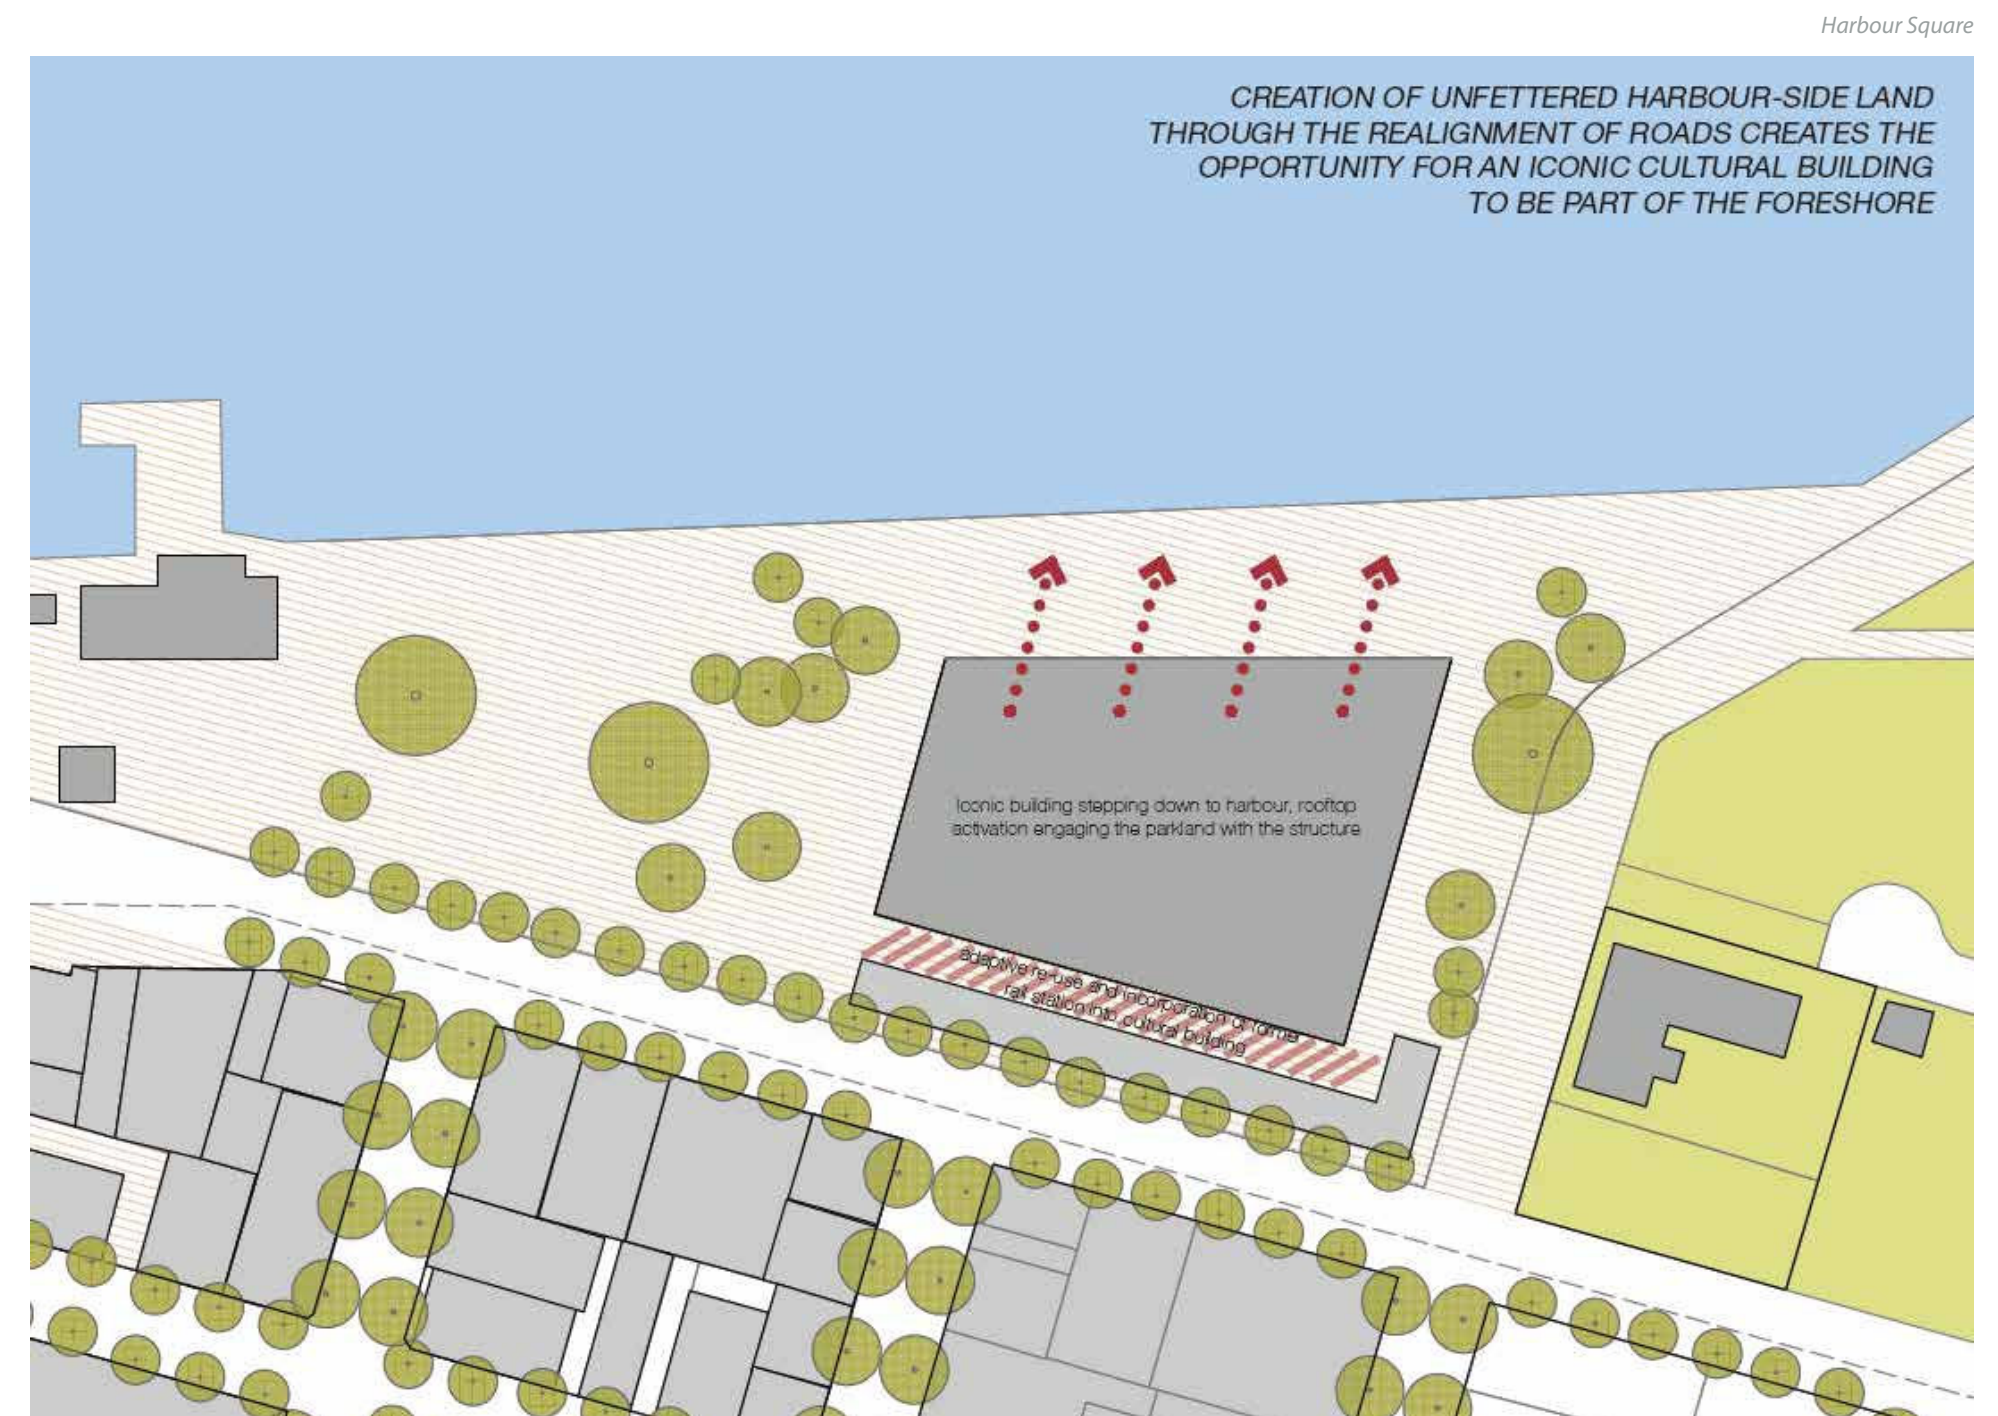 Harbour Square
CREATION OF UNFETTERED HARBOUR-SIDE LAND
THROUGH THE REALIGNMENT OF ROADS CREATES THE
OPPORTUNITY FOR AN ICONIC CULTURAL BUILDING
TO BE PART OF THE FORESHORE
Iconic building stepping down to harbour, rooftop
activation engaging the parkland with the structure
adaptive re-use and incorporation of former
rail station into cultural building